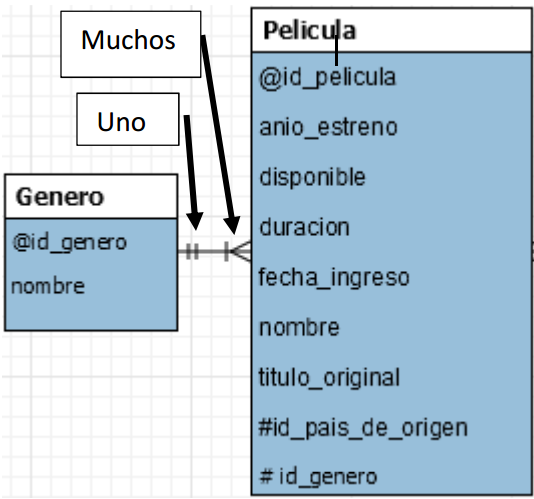 Muchos
Uno
Genero
@id_genero
nombre
Pelicula
@id_pelicula
anio_estreno
disponible
duracion
fecha_ingreso
nombre
titulo_original
#id_pais_de_origen
# id_genero